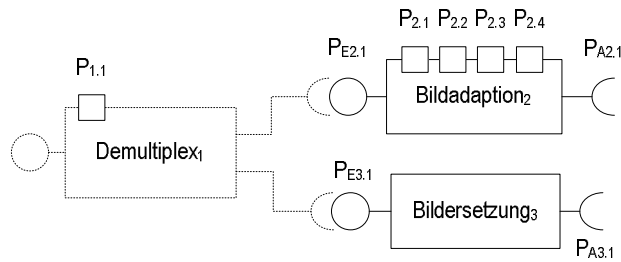 P2.1 P2.2 P2.3 P2.4
PE2.1
PA2.1
P1.1
Bildadaption2
Demultiplex1
PE3.1
Bildersetzung3
PA3.1